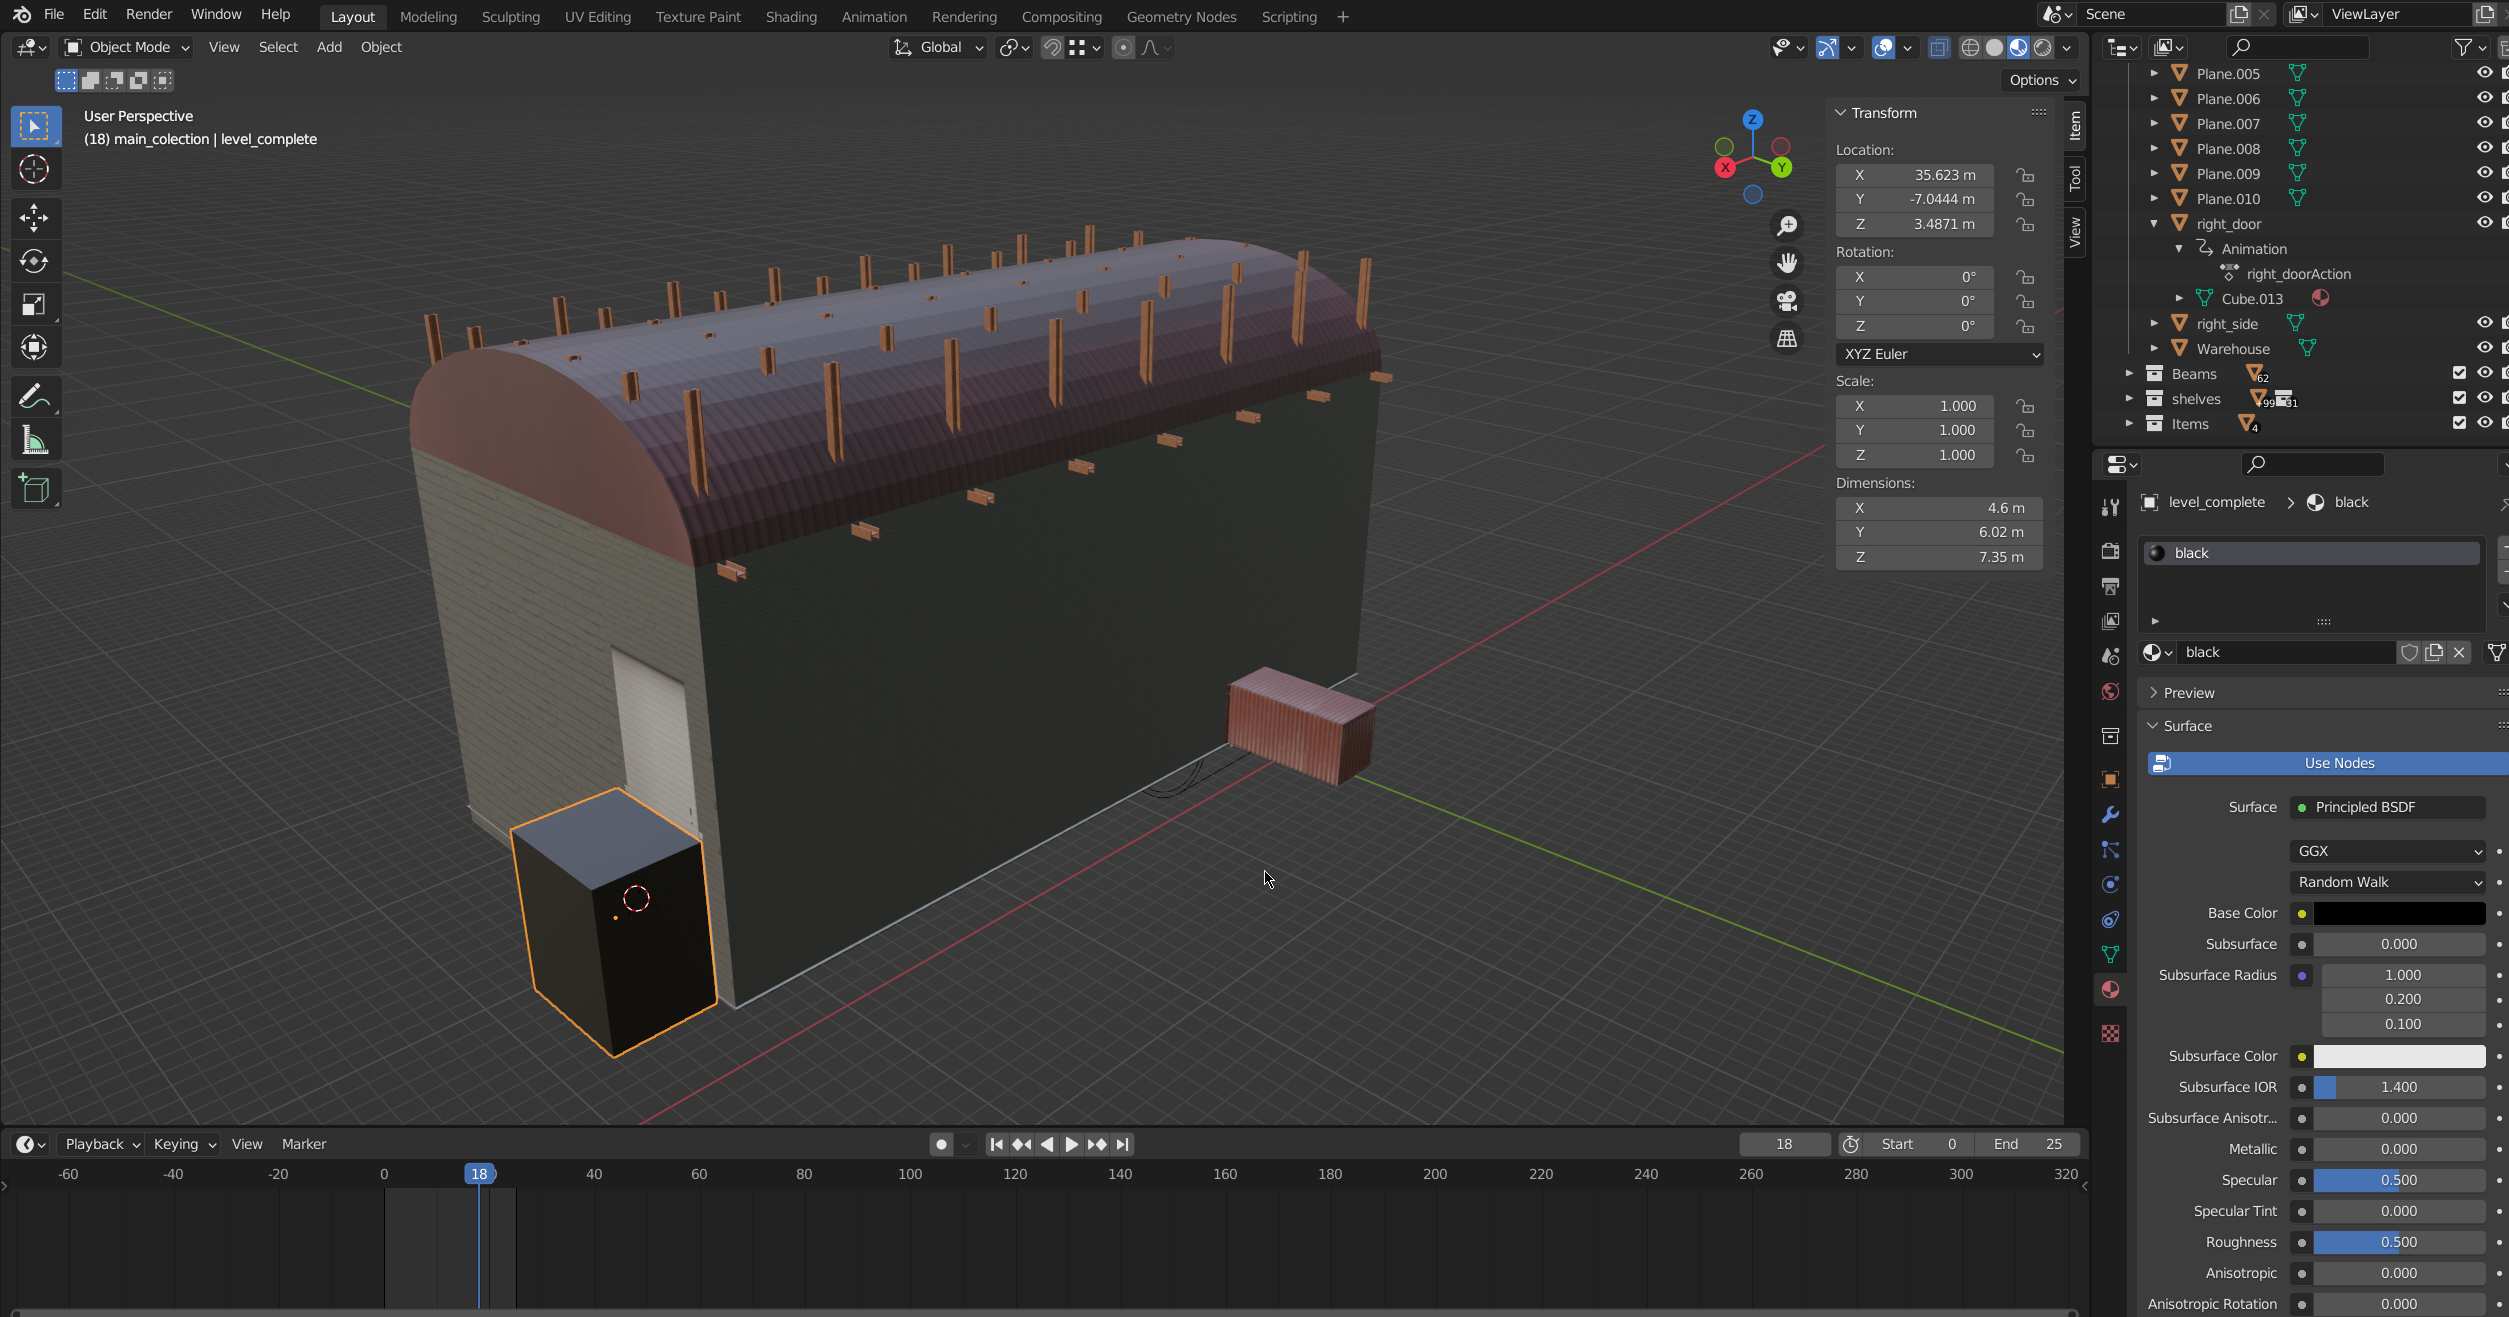 File Edit Render Window Help Layout Modeling Sculpting UV Editing Texture Paint Shading Animation Rendering Compositing Geometry Nodes Scripting + Scene ViewLayer
Object Mode View Select Add Object Global
Options
User Perspective
(18) main_colection | level_complete
Z
X
Y
Item
Tool
View
Transform
Location:
X 35.623 m
Y -7.0444 m
Z 3.4871 m
Rotation:
X 0°
Y 0°
Z 0°
XYZ Euler
Scale:
X 1.000
Y 1.000
Z 1.000
Dimensions:
X 4.6 m
Y 6.02 m
Z 7.35 m
Plane.005
Plane.006
Plane.007
Plane.008
Plane.009
Plane.010
right_door
Animation
right_doorAction
Cube.013
right_side
Warehouse
Beams 62
shelves +99 31
Items 4
level_complete black
black
black
Preview
Surface
Use Nodes
Surface Principled BSDF
GGX
Random Walk
Base Color
Subsurface 0.000
Subsurface Radius 1.000
0.200
0.100
Subsurface Color
Subsurface IOR 1.400
Subsurface Anisotr... 0.000
Metallic 0.000
Specular 0.500
Specular Tint 0.000
Roughness 0.500
Anisotropic 0.000
Anisotropic Rotation 0.000
Playback Keying View Marker 18 Start 0 End 25
-60 -40 -20 0 18 40 60 80 100 120 140 160 180 200 220 240 260 280 300 320